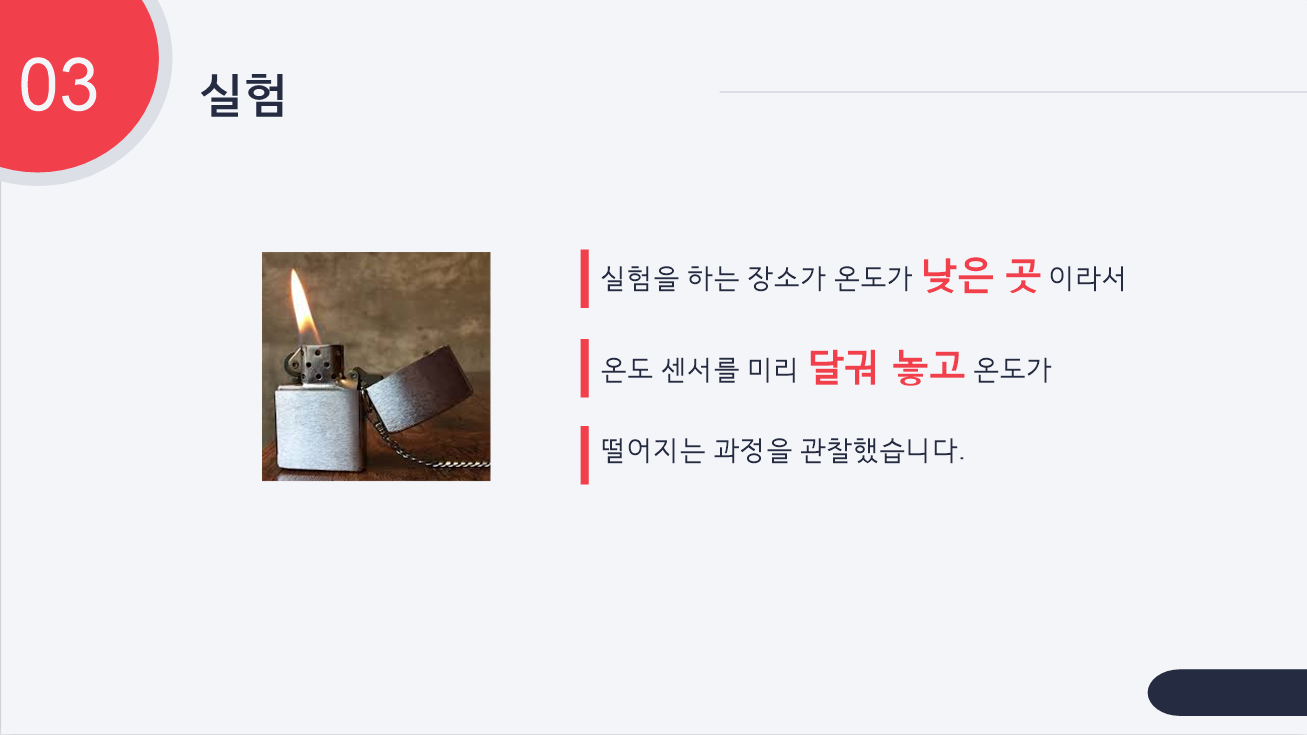 03
실험
실험을 하는 장소가 온도가 낮은 곳 이라서
온도 센서를 미리 달궈 놓고 온도가
떨어지는 과정을 관찰했습니다.